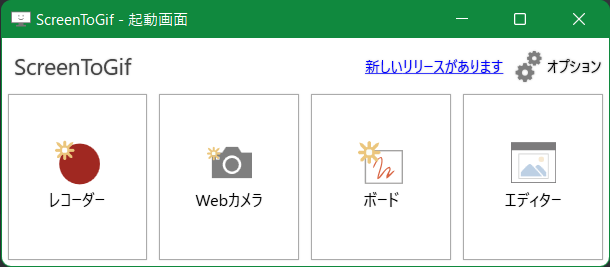 ScreenToGif - 起動画面
ScreenToGif
新しいリリースがあります
オプション
レコーダー
Webカメラ
ボード
エディター